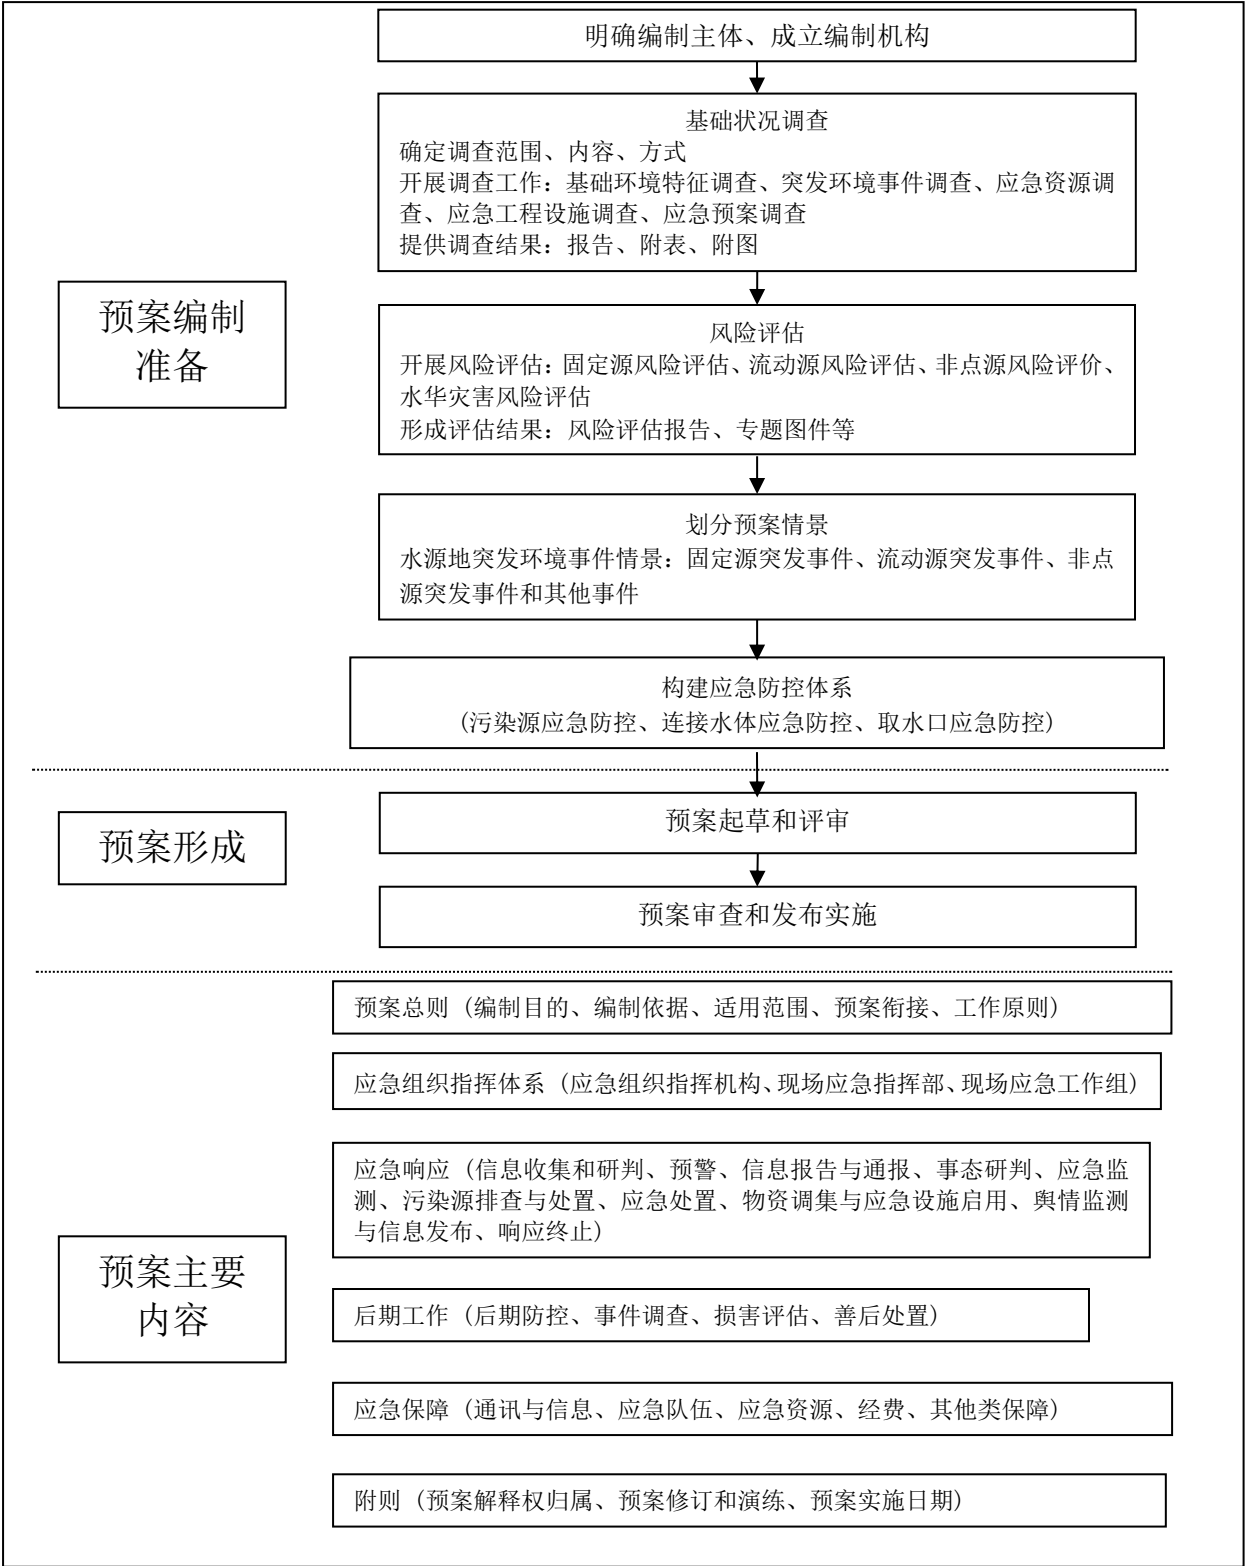 明确编制主体、成立编制机构
基础状况调查
确定调查范围、内容、方式
开展调查工作：基础环境特征调查、突发环境事件调查、应急资源调
查、应急工程设施调查、应急预案调查
提供调查结果：报告、附表、附图
预案编制
准备
风险评估
开展风险评估：固定源风险评估、流动源风险评估、非点源风险评价、
水华灾害风险评估
形成评估结果：风险评估报告、专题图件等
划分预案情景
水源地突发环境事件情景：固定源突发事件、流动源突发事件、非点
源突发事件和其他事件
构建应急防控体系
（污染源应急防控、连接水体应急防控、取水口应急防控）
预案形成
预案起草和评审
预案审查和发布实施
预案总则（编制目的、编制依据、适用范围、预案衔接、工作原则）
应急组织指挥体系（应急组织指挥机构、现场应急指挥部、现场应急工作组）
应急响应（信息收集和研判、预警、信息报告与通报、事态研判、应急监
测、污染源排查与处置、应急处置、物资调集与应急设施启用、舆情监测
与信息发布、响应终止）
预案主要
内容
后期工作（后期防控、事件调查、损害评估、善后处置）
应急保障（通讯与信息、应急队伍、应急资源、经费、其他类保障）
附则（预案解释权归属、预案修订和演练、预案实施日期）